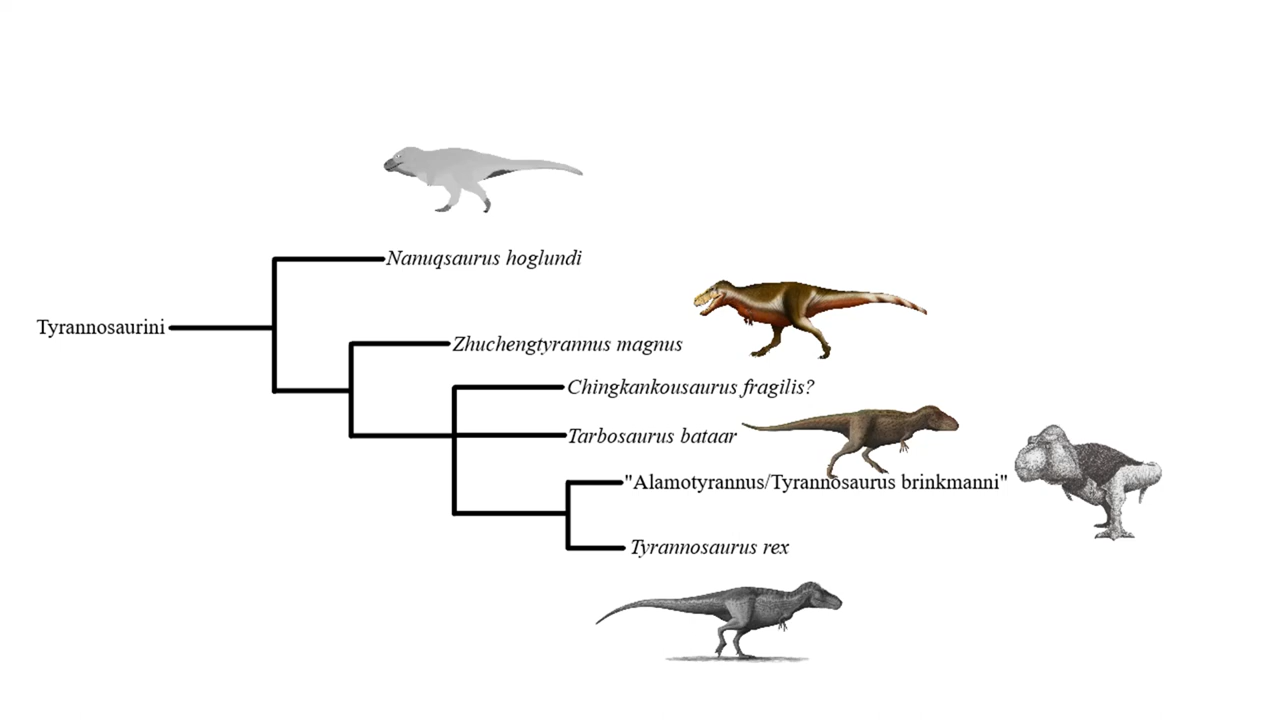 Nanuqsaurus hoglundi
Tyrannosaurini
Zhuchengtyrannus magnus
Chingkankousaurus fragilis?
Tarbosaurus bataar
"Alamotyrannus/Tyrannosaurus brinkmanni"
Tyrannosaurus rex